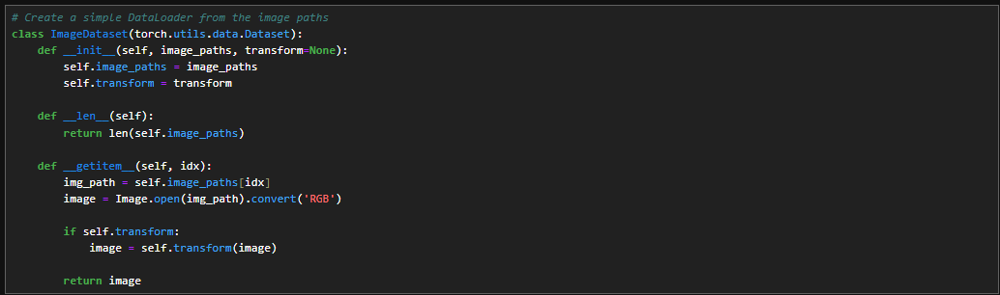 # Create a simple DataLoader from the image paths
class ImageDataset(torch.utils.data.Dataset):
    def __init__(self, image_paths, transform=None):
        self.image_paths = image_paths
        self.transform = transform

    def __len__(self):
        return len(self.image_paths)

    def __getitem__(self, idx):
        img_path = self.image_paths[idx]
        image = Image.open(img_path).convert('RGB')

        if self.transform:
            image = self.transform(image)

        return image